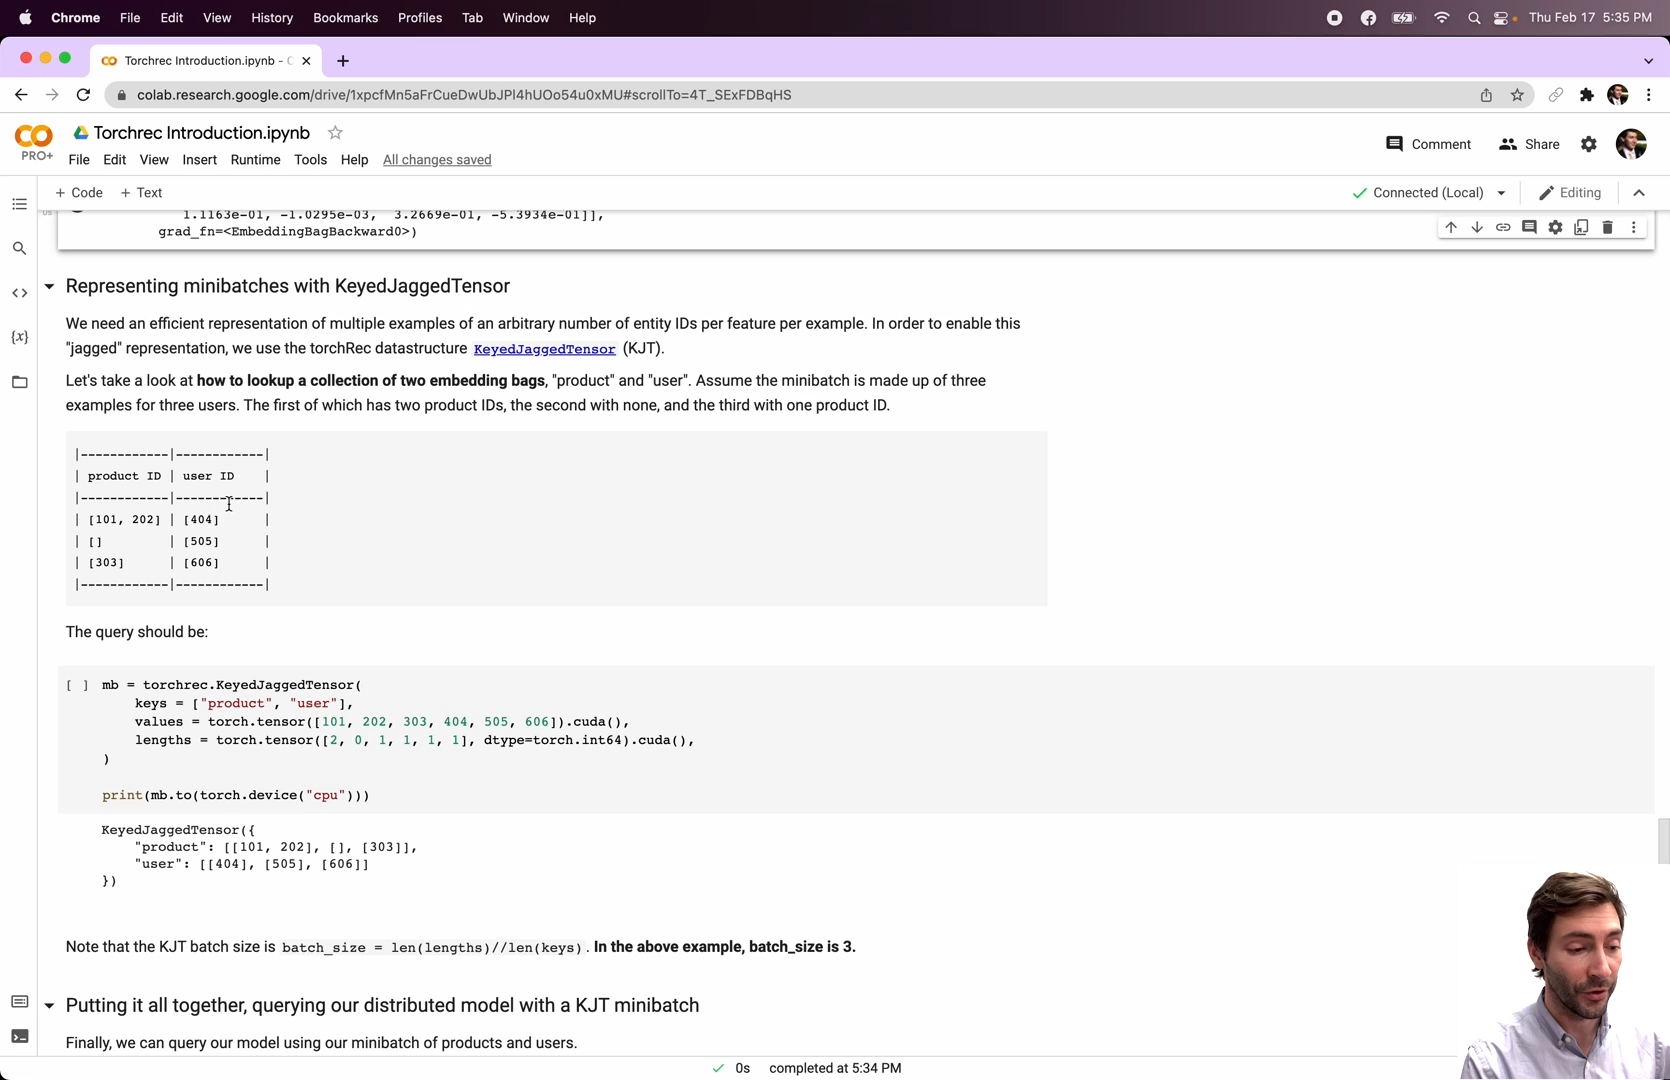 Chrome File Edit View History Bookmarks Profiles Tab Window Help Thu Feb 17 5:35 PM
Torchrec Introduction.ipynb - C
colab.research.google.com/drive/1xpcfMn5aFrCueDwUbJPl4hUOo54u0xMU#scrollTo=4T_SExFDBqHS
CO Torchrec Introduction.ipynb
PRO+ File Edit View Insert Runtime Tools Help All changes saved Comment Share
+ Code + Text Connected (Local) Editing
0s 1.1163e-01, -1.0295e-03, 3.2669e-01, -5.3934e-01]],
grad_fn=<EmbeddingBagBackward0>)
Representing minibatches with KeyedJaggedTensor
We need an efficient representation of multiple examples of an arbitrary number of entity IDs per feature per example. In order to enable this
"jagged" representation, we use the torchRec datastructure KeyedJaggedTensor (KJT).
Let's take a look at how to lookup a collection of two embedding bags, "product" and "user". Assume the minibatch is made up of three
examples for three users. The first of which has two product IDs, the second with none, and the third with one product ID.
|------------|------------|
| product ID | user ID    |
|------------|------------|
| [101, 202] | [404]      |
| []         | [505]      |
| [303]      | [606]      |
|------------|------------|
The query should be:
[ ] mb = torchrec.KeyedJaggedTensor(
keys = ["product", "user"],
values = torch.tensor([101, 202, 303, 404, 505, 606]).cuda(),
lengths = torch.tensor([2, 0, 1, 1, 1, 1], dtype=torch.int64).cuda(),
)
print(mb.to(torch.device("cpu")))
KeyedJaggedTensor({
"product": [[101, 202], [], [303]],
"user": [[404], [505], [606]]
})
Note that the KJT batch size is batch_size = len(lengths)//len(keys). In the above example, batch_size is 3.
Putting it all together, querying our distributed model with a KJT minibatch
Finally, we can query our model using our minibatch of products and users.
0s completed at 5:34 PM